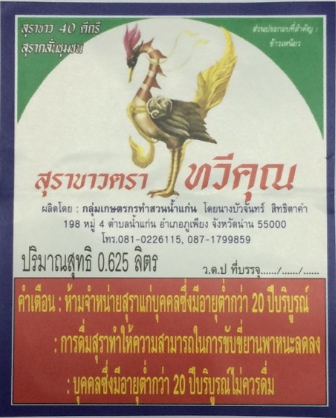 สุราขาว 40 ดีกรี
สุรากลั่นชุมชน
ส่วนประกอบที่สำคัญ :
ข้าวเหนียว
สุราขาวตรา ทวีคูณ
ผลิตโดย : กลุ่มเกษตรกรทำสวนน้ำแก่น โดยนางบัวจันทร์ สิทธิตาคำ
198 หมู่ 4 ตำบลน้ำแก่น อำเภอภูเพียง จังหวัดน่าน 55000
โทร.081-0226115, 087-1799859
ปริมาณสุทธิ 0.625 ลิตร
ว.ด.ป ที่บรรจุ....../....../......
คำเตือน : ห้ามจำหน่ายสุราแก่บุคคลซึ่งมีอายุต่ำกว่า 20 ปีบริบูรณ์
: การดื่มสุราทำให้ความสามารถในการขับขี่ยานพาหนะลดลง
: บุคคลซึ่งมีอายุต่ำกว่า 20 ปีบริบูรณ์ไม่ควรดื่ม